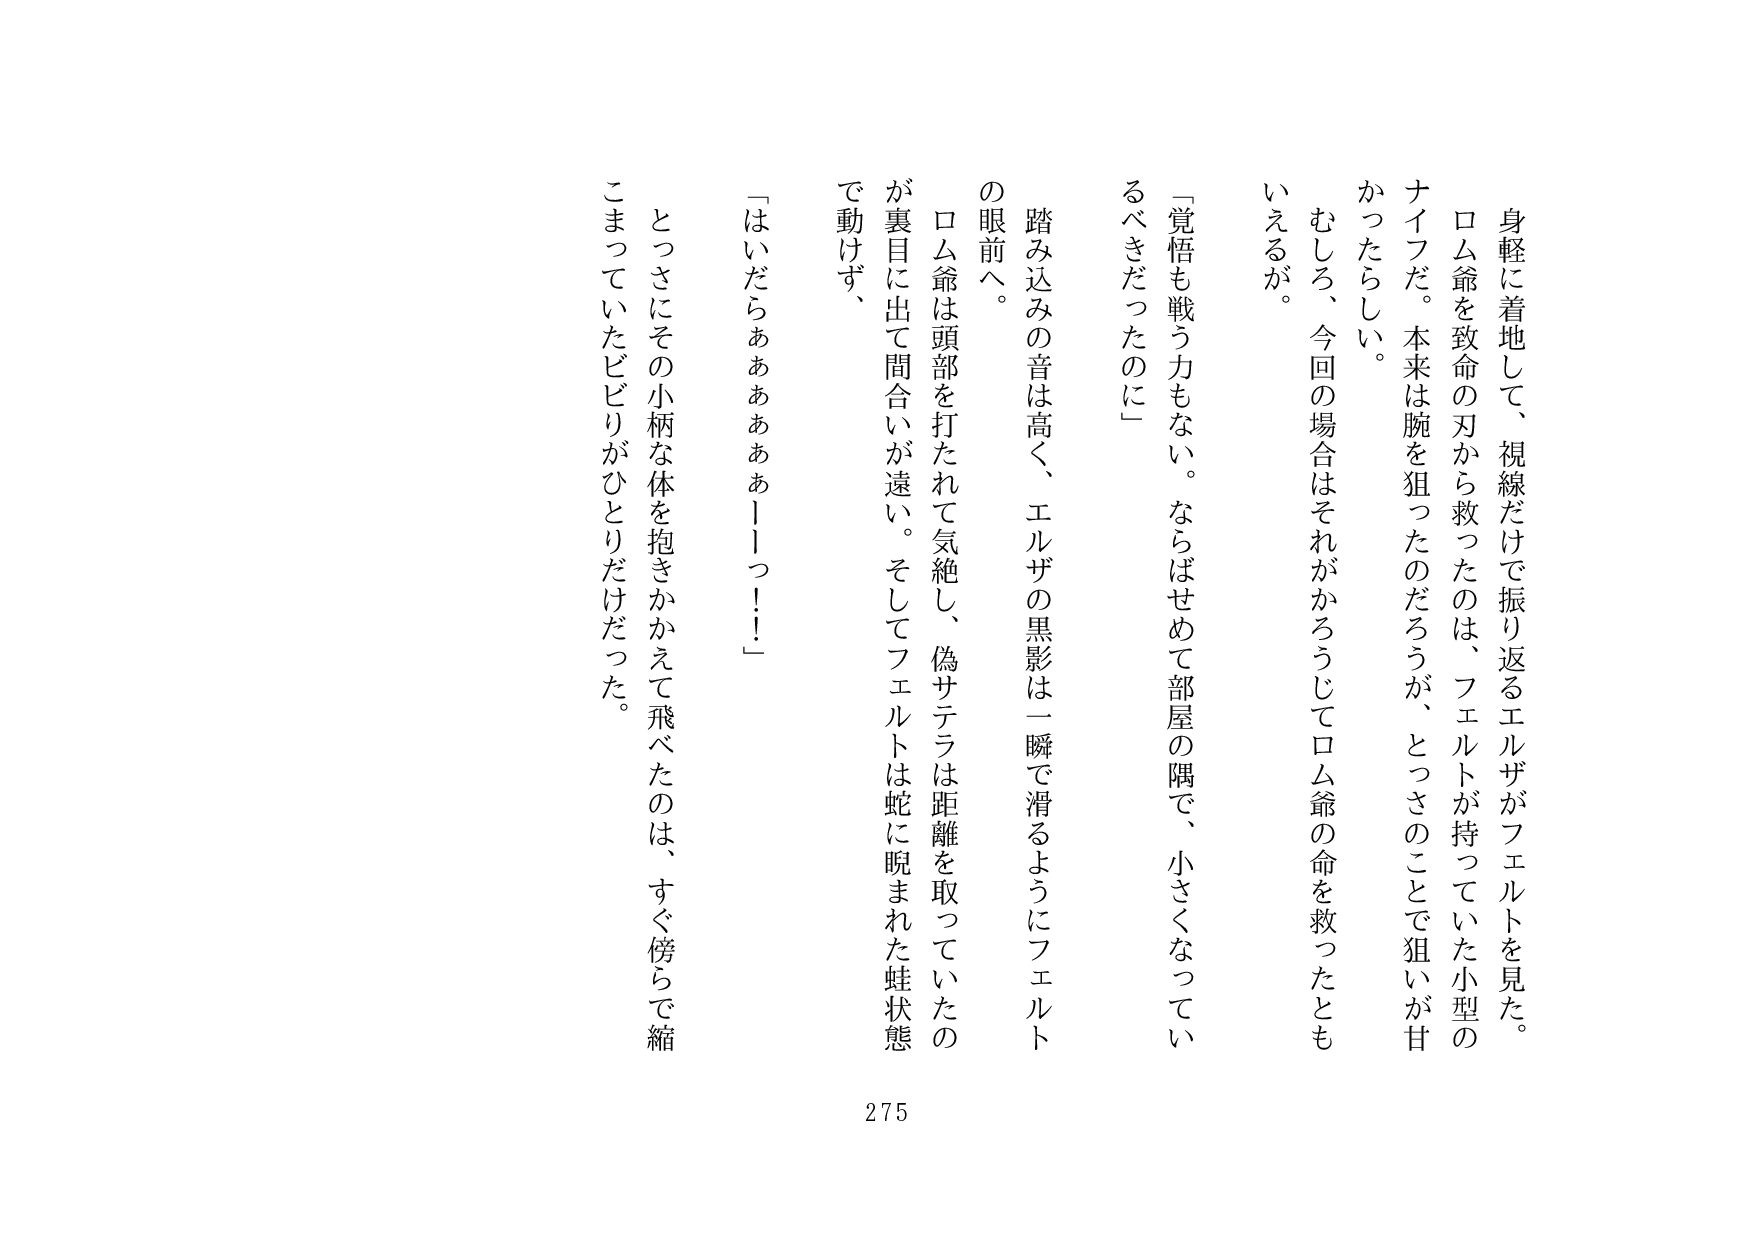 身軽に着地して、視線だけで振り返るエルザがフェルトを見た。
　ロム爺を致命の刃から救ったのは、フェルトが持っていた小型の
ナイフだ。本来は腕を狙ったのだろうが、とっさのことで狙いが甘
かったらしい。
　むしろ、今回の場合はそれがかろうじてロム爺の命を救ったとも
いえるが。
「覚悟も戦う力もない。ならばせめて部屋の隅で、小さくなってい
るべきだったのに」
　踏み込みの音は高く、エルザの黒影は一瞬で滑るようにフェルト
の眼前へ。
　ロム爺は頭部を打たれて気絶し、偽サテラは距離を取っていたの
が裏目に出て間合いが遠い。そしてフェルトは蛇に睨まれた蛙状態
で動けず、
「はいだらぁぁぁぁぁぁーーっ！！」
　とっさにその小柄な体を抱きかかえて飛べたのは、すぐ傍らで縮
こまっていたビビりがひとりだけだった。
275